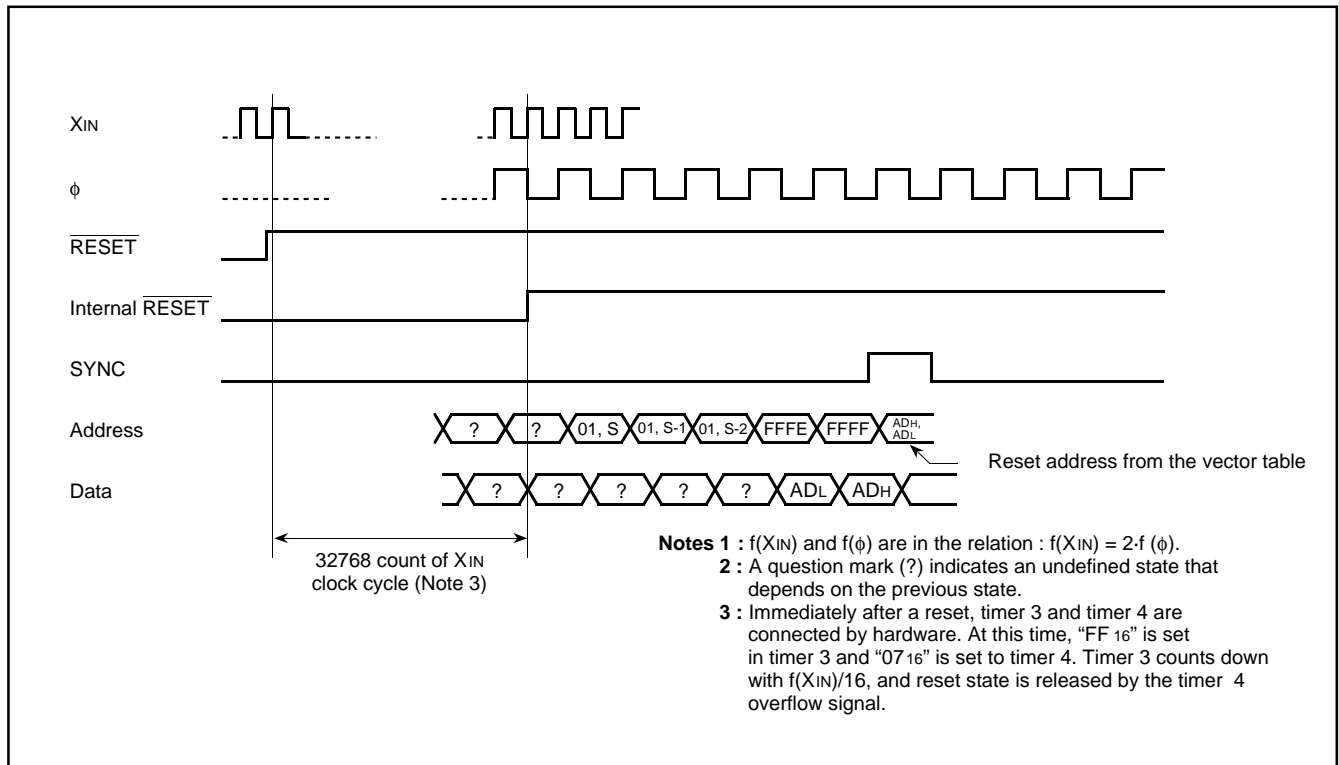 XIN
ϕ
RESET
Internal RESET
SYNC
Address
? ? 01, S 01, S-1 01, S-2 FFFE FFFF ADH, ADL
Reset address from the vector table
Data
? ? ? ? ? ADL ADH
32768 count of XIN
clock cycle (Note 3)
Notes 1 : f(XIN) and f(ϕ) are in the relation : f(XIN) = 2·f (ϕ).
2 : A question mark (?) indicates an undefined state that
depends on the previous state.
3 : Immediately after a reset, timer 3 and timer 4 are
connected by hardware. At this time, “FF 16” is set
in timer 3 and “0716” is set to timer 4. Timer 3 counts down
with f(XIN)/16, and reset state is released by the timer 4
overflow signal.